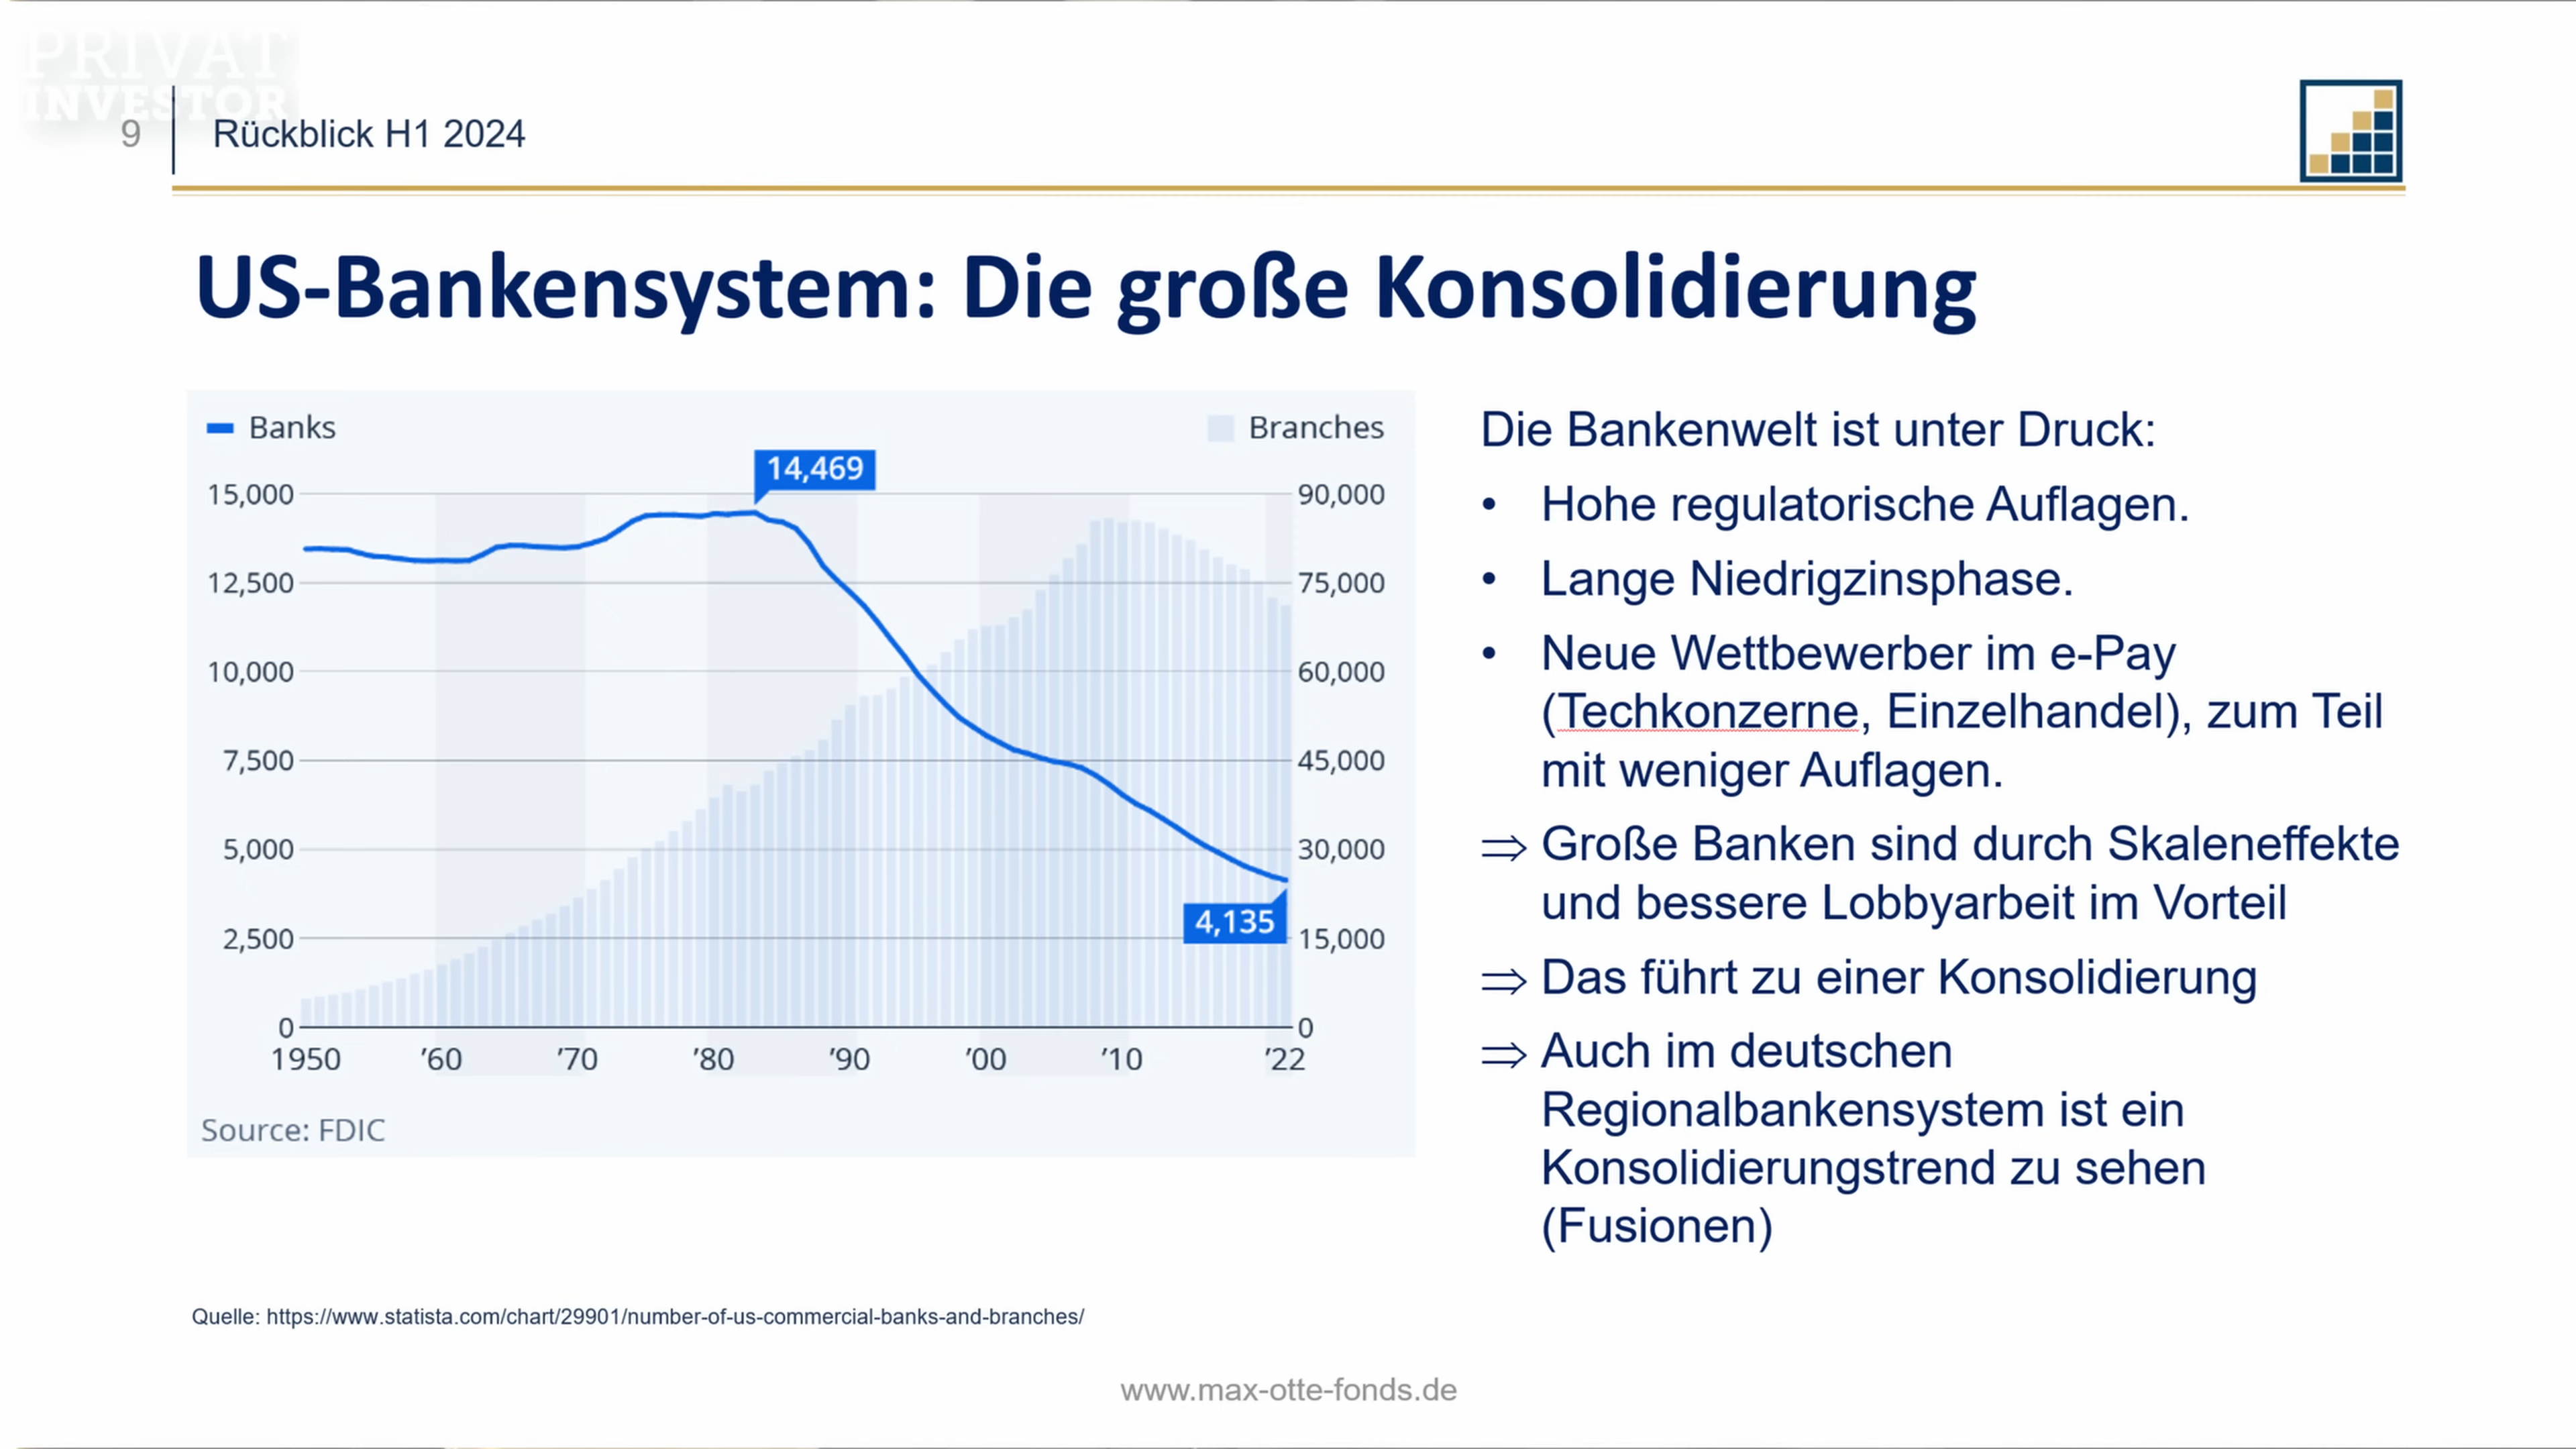 PRIVAT
INVESTOR
9
Rückblick H1 2024
US-Bankensystem: Die große Konsolidierung
Banks
Branches
14,469
15,000
90,000
12,500
75,000
10,000
60,000
7,500
45,000
5,000
30,000
4,135
2,500
15,000
0
0
1950 ’60 ’70 ’80 ’90 ’00 ’10 ’22
Source: FDIC
Die Bankenwelt ist unter Druck:
• Hohe regulatorische Auflagen.
• Lange Niedrigzinsphase.
• Neue Wettbewerber im e-Pay
(Techkonzerne, Einzelhandel), zum Teil
mit weniger Auflagen.
⇒ Große Banken sind durch Skaleneffekte
und bessere Lobbyarbeit im Vorteil
⇒ Das führt zu einer Konsolidierung
⇒ Auch im deutschen
Regionalbankensystem ist ein
Konsolidierungstrend zu sehen
(Fusionen)
Quelle: https://www.statista.com/chart/29901/number-of-us-commercial-banks-and-branches/
www.max-otte-fonds.de